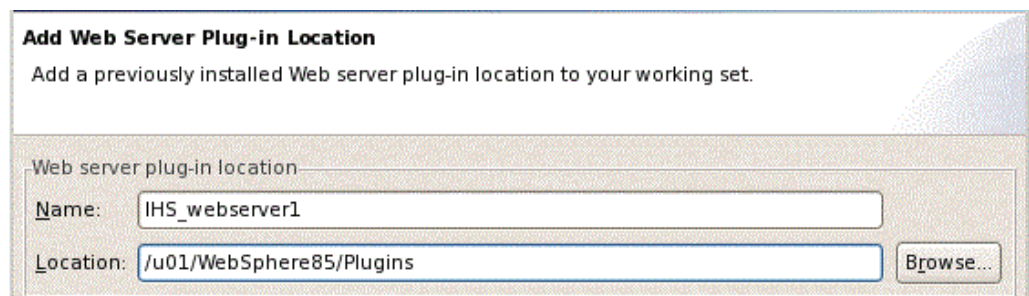 Add Web Server Plug-in Location
Add a previously installed Web server plug-in location to your working set.
Web server plug-in location
Name: IHS_webserver1
Location: /u01/WebSphere85/Plugins Browse...